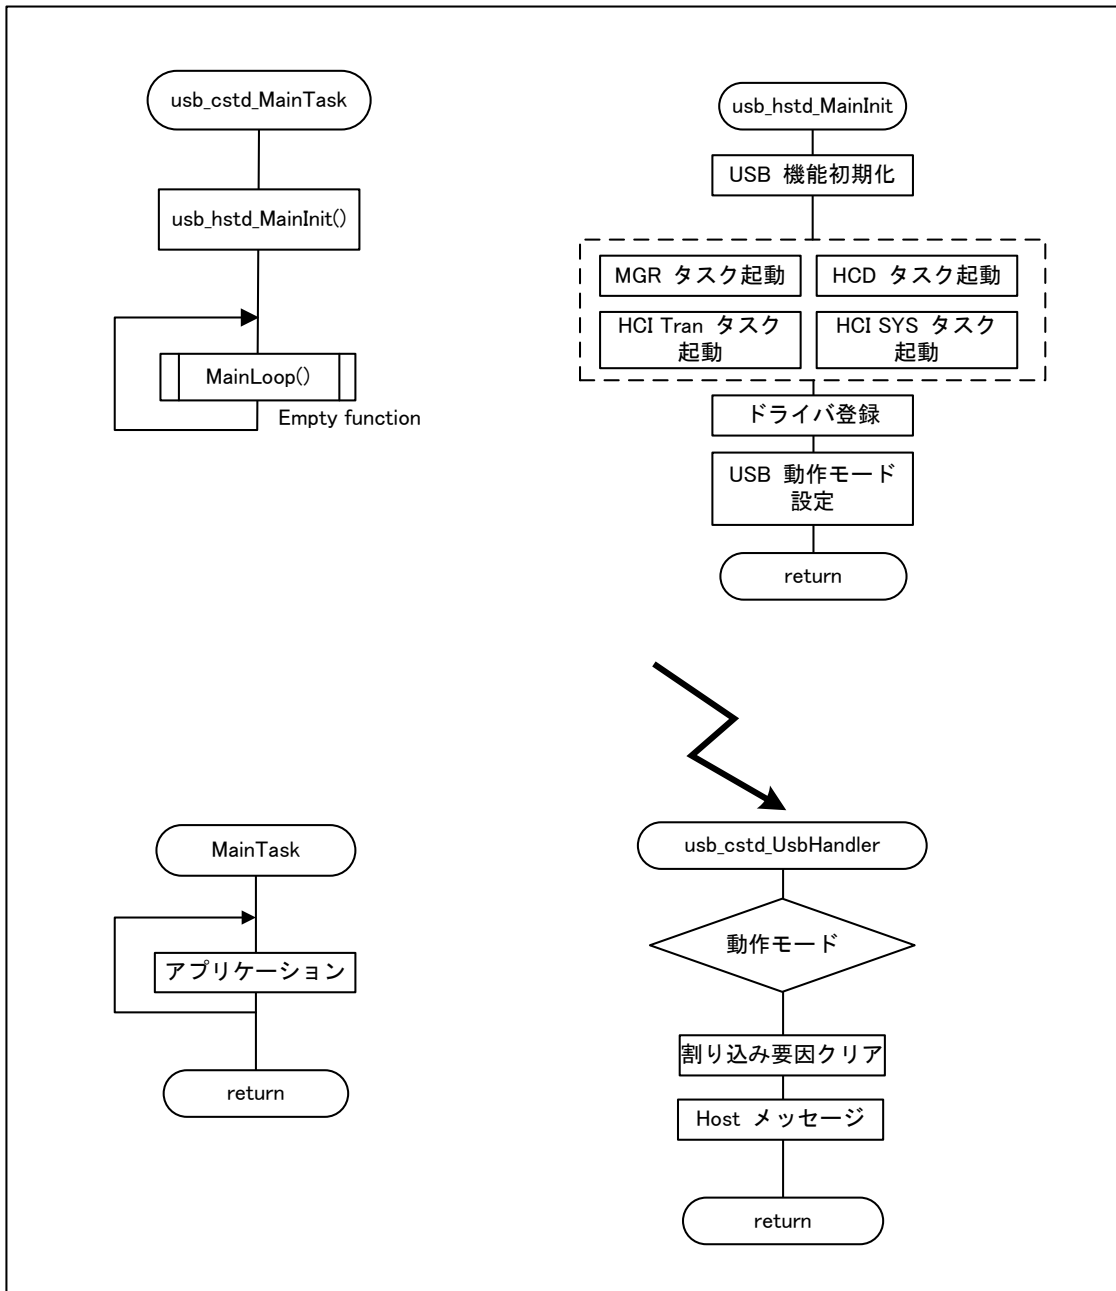 usb_cstd_MainTask
usb_hstd_MainInit()
MainLoop()
Empty function
usb_hstd_MainInit
USB 機能初期化
MGR タスク起動
HCD タスク起動
HCI Tran タスク
起動
HCI SYS タスク
起動
ドライバ登録
USB 動作モード
設定
return
MainTask
アプリケーション
return
usb_cstd_UsbHandler
動作モード
割り込み要因クリア
Host メッセージ
return